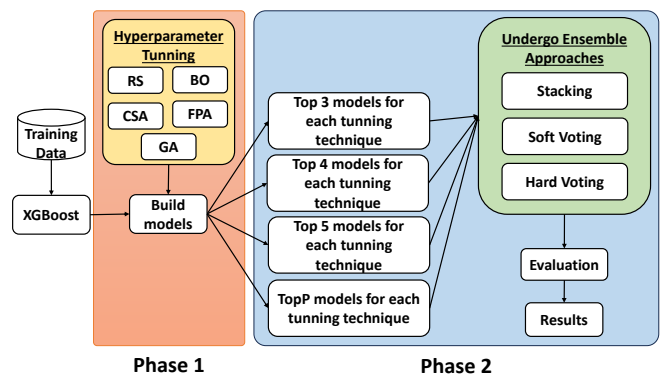 Hyperparameter
Tunning
RS
BO
CSA
FPA
GA
Training
Data
XGBoost
Build
models
Top 3 models for
each tunning
technique
Top 4 models for
each tunning
technique
Top 5 models for
each tunning
technique
TopP models for each
tunning technique
Undergo Ensemble
Approaches
Stacking
Soft Voting
Hard Voting
Evaluation
Results
Phase 1
Phase 2